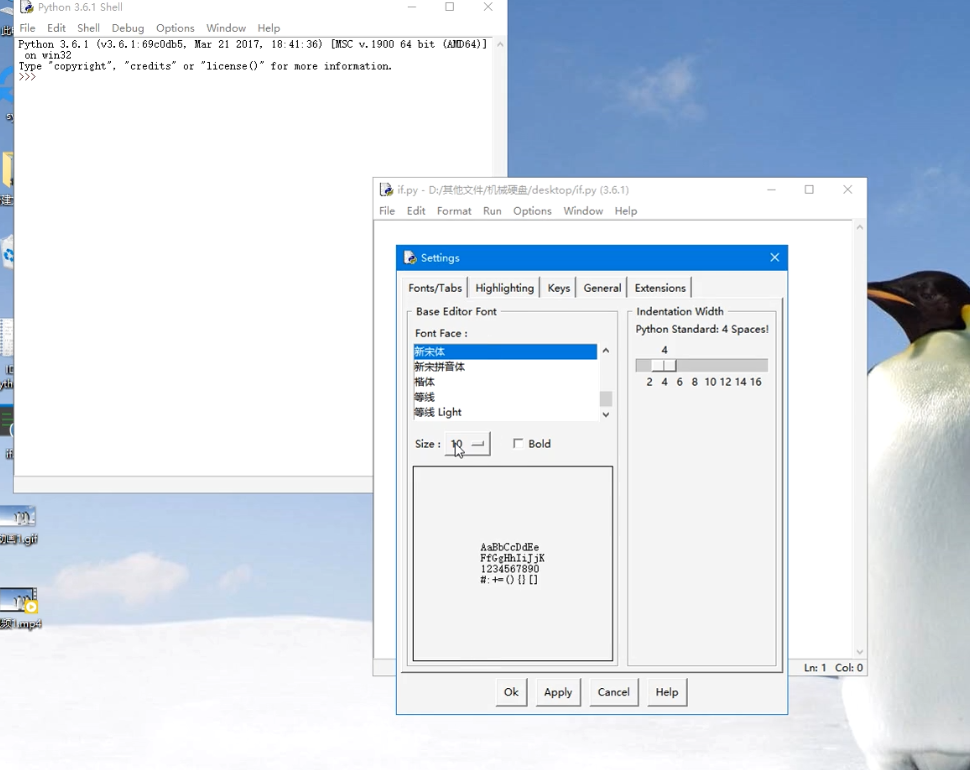 Python 3.6.1 Shell
File Edit Shell Debug Options Window Help
Python 3.6.1 (v3.6.1:69c0db5, Mar 21 2017, 18:41:36) [MSC v.1900 64 bit (AMD64)]
on win32
Type "copyright", "credits" or "license()" for more information.
>>>
if.py - D:/其他文件/机械硬盘/desktop/if.py (3.6.1)
File Edit Format Run Options Window Help
Settings
Fonts/Tabs Highlighting Keys General Extensions
Base Editor Font
Font Face :
新宋体
新宋拼音体
楷体
等线
等线 Light
Size : 10 Bold
AaBbCcDdEe
FfGgHhIiJjK
1234567890
#:+=(){}[]
Indentation Width
Python Standard: 4 Spaces!
4
2 4 6 8 10 12 14 16
Ok Apply Cancel Help
Ln: 1 Col: 0
1.gif
1.mp4